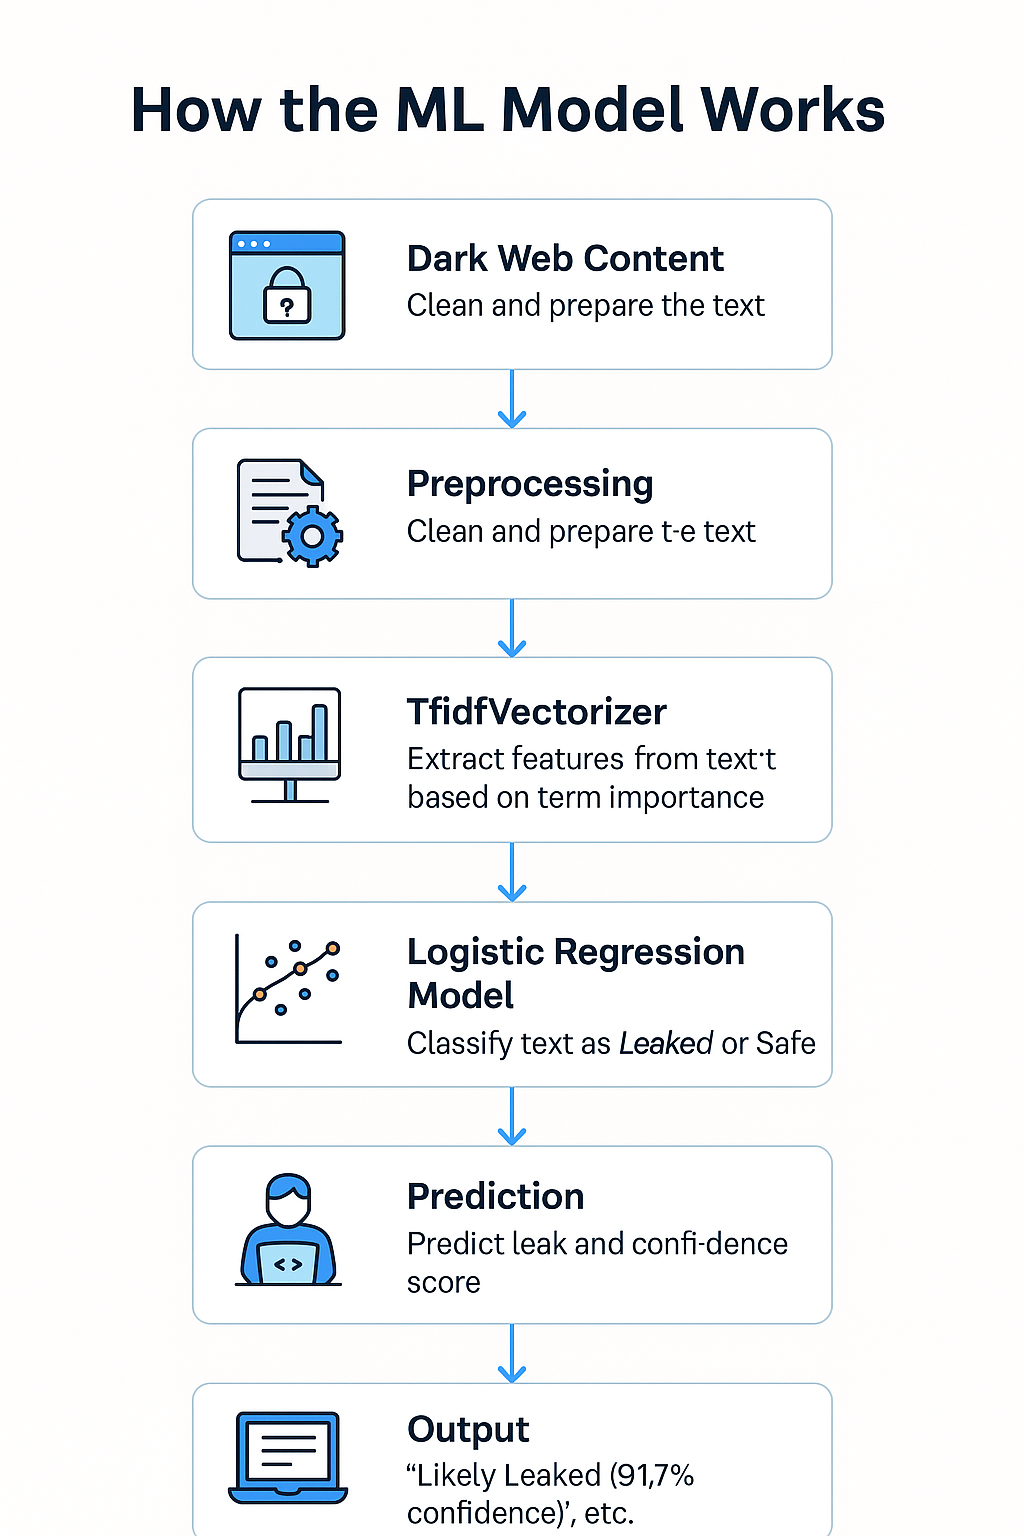 How the ML Model Works
Dark Web Content
Clean and prepare the text
Preprocessing
Clean and prepare t-e text
TfidfVectorizer
Extract features from text·t
based on term importance
Logistic Regression
Model
Classify text as Leaked or Safe
Prediction
Predict leak and confi-dence
score
Output
“Likely Leaked (91,7%
confidence)’, etc.
?
< >